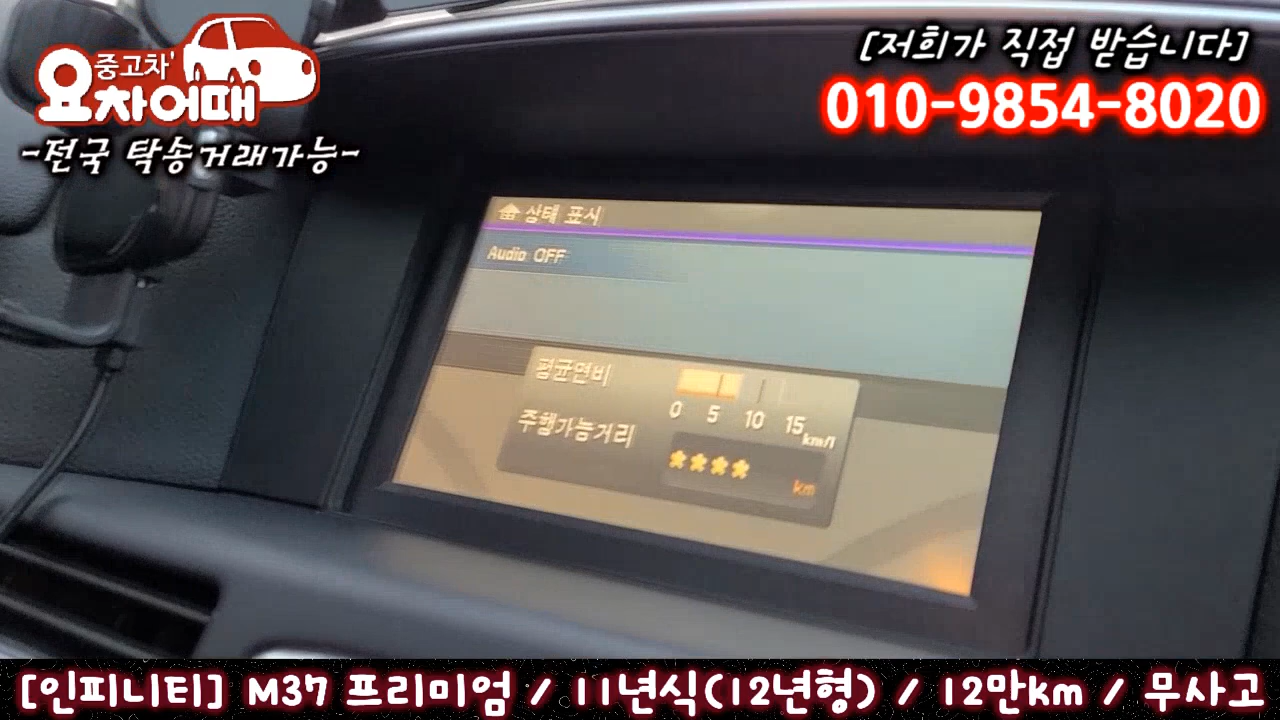 중고차'
요차어때
-전국 탁송거래가능-
[저희가 직접 받습니다]
010-9854-8020
상태 표시
Audio OFF
평균연비
0 5 10 15 km/l
주행가능거리
**** km
[인피니티] M37 프리미엄 / 11년식(12년형) / 12만km / 무사고